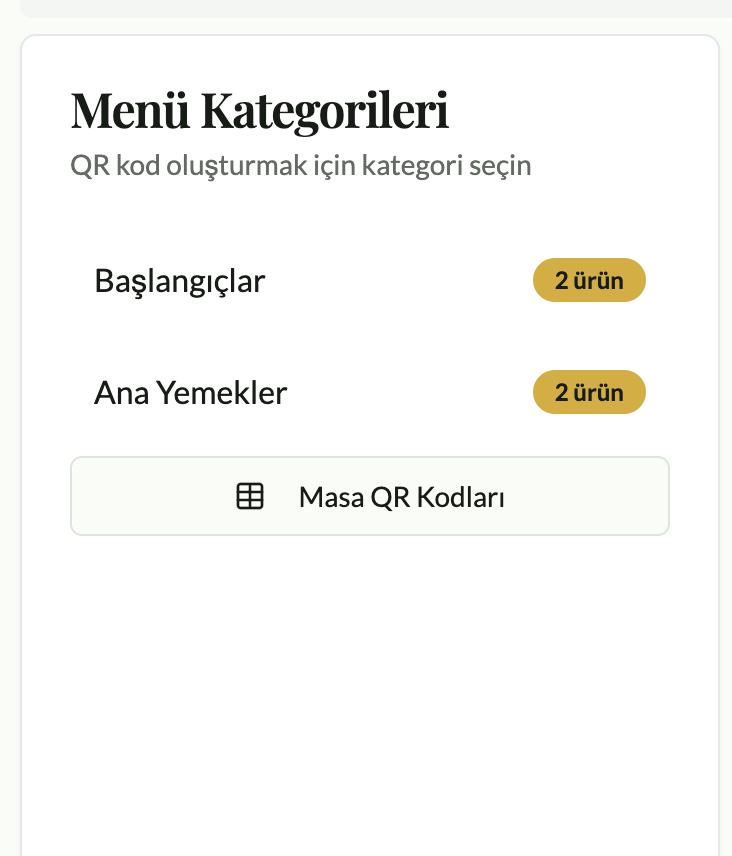 Menü Kategorileri
QR kod oluşturmak için kategori seçin
Başlangıçlar
2 ürün
Ana Yemekler
2 ürün
Masa QR Kodları